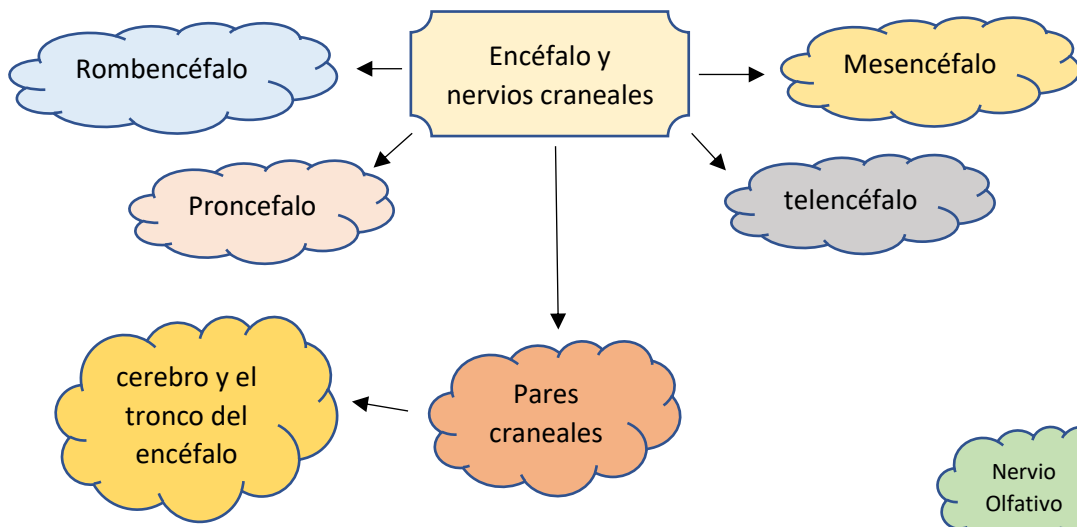 Encéfalo y
nervios craneales
Rombencéfalo
Mesencéfalo
Proncefalo
telencéfalo
cerebro y el
tronco del
encéfalo
Pares
craneales
Nervio
Olfativo